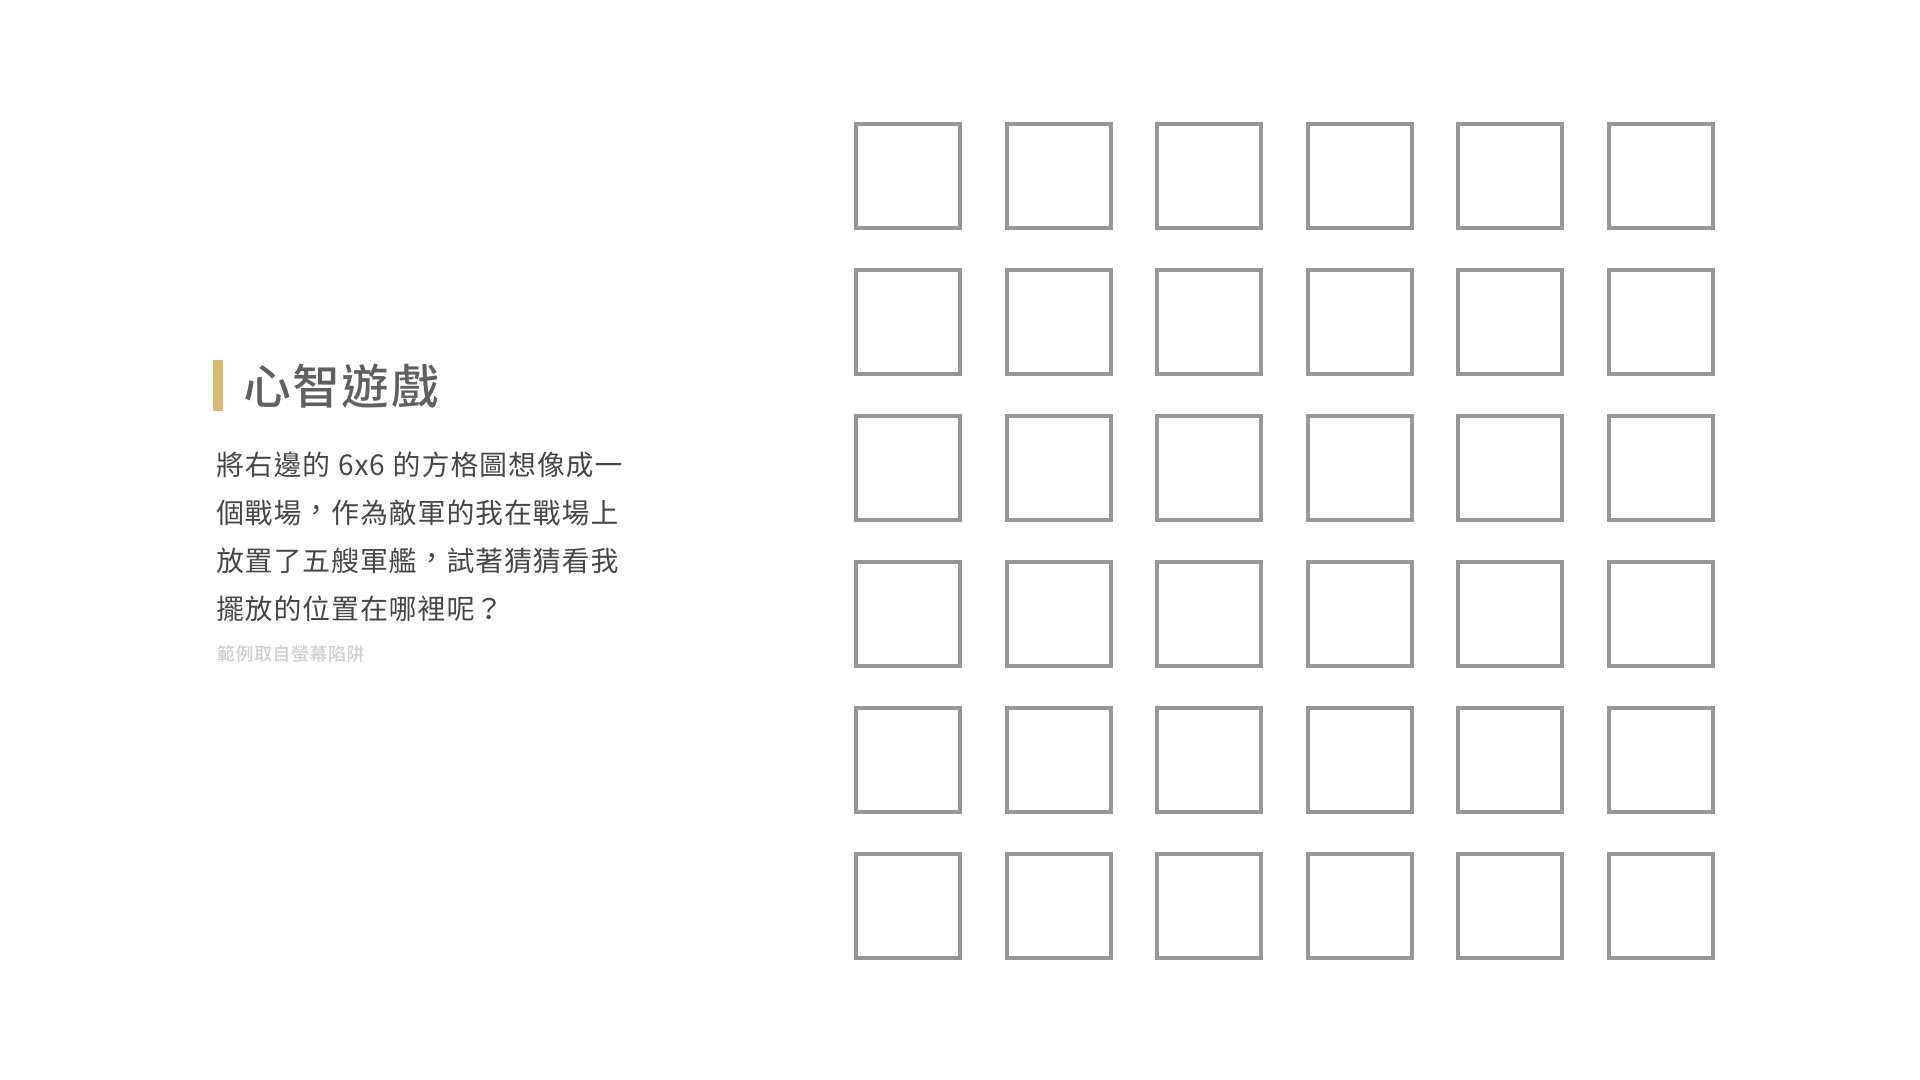 心智遊戲
將右邊的 6x6 的方格圖想像成一
個戰場，作為敵軍的我在戰場上
放置了五艘軍艦，試著猜猜看我
擺放的位置在哪裡呢？
範例取自螢幕陷阱